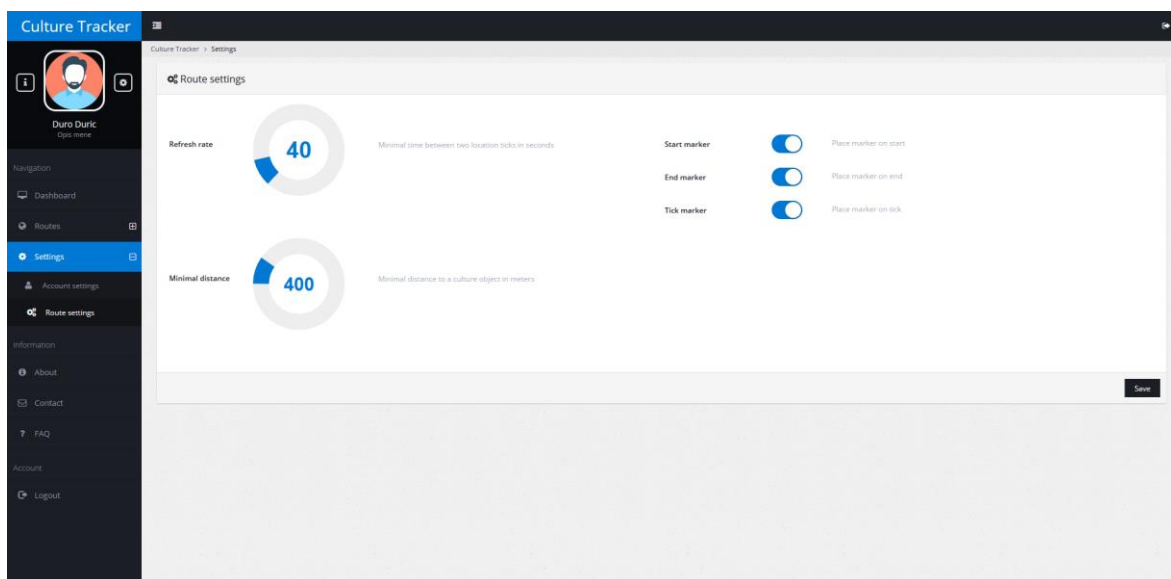 Culture Tracker
Duro Duric
Opis mene
Navigation
Dashboard
Routes
Settings
Account settings
Route settings
Information
About
Contact
FAQ
Account
Logout
Culture Tracker > Settings
Route settings
Refresh rate
40
Minimal time between two location ticks in seconds
Start marker
Place marker on start
End marker
Place marker on end
Tick marker
Place marker on tick
Minimal distance
400
Minimal distance to a culture object in meters
Save